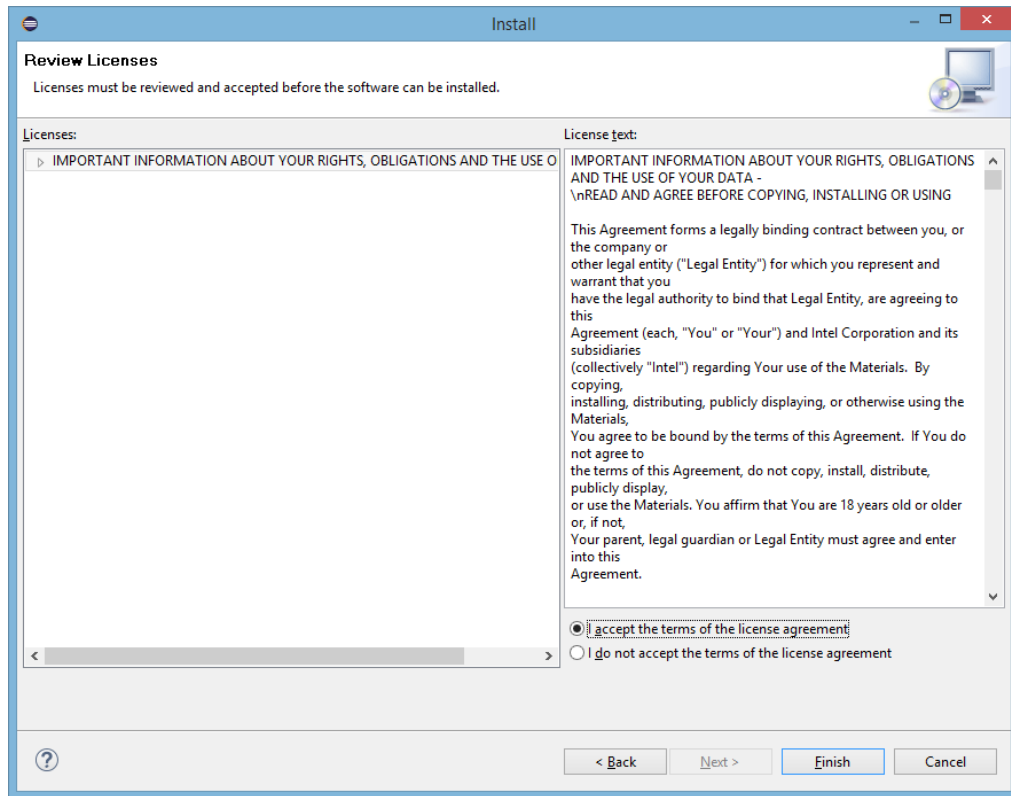 Install
Review Licenses
Licenses must be reviewed and accepted before the software can be installed.
Licenses:
IMPORTANT INFORMATION ABOUT YOUR RIGHTS, OBLIGATIONS AND THE USE O
License text:
IMPORTANT INFORMATION ABOUT YOUR RIGHTS, OBLIGATIONS
AND THE USE OF YOUR DATA -
\nREAD AND AGREE BEFORE COPYING, INSTALLING OR USING
This Agreement forms a legally binding contract between you, or
the company or
other legal entity ("Legal Entity") for which you represent and
warrant that you
have the legal authority to bind that Legal Entity, are agreeing to
this
Agreement (each, "You" or "Your") and Intel Corporation and its
subsidiaries
(collectively "Intel") regarding Your use of the Materials.  By
copying,
installing, distributing, publicly displaying, or otherwise using the
Materials,
You agree to be bound by the terms of this Agreement.  If You do
not agree to
the terms of this Agreement, do not copy, install, distribute,
publicly display,
or use the Materials. You affirm that You are 18 years old or older
or, if not,
Your parent, legal guardian or Legal Entity must agree and enter
into this
Agreement.
I accept the terms of the license agreement
I do not accept the terms of the license agreement
?
< Back
Next >
Finish
Cancel